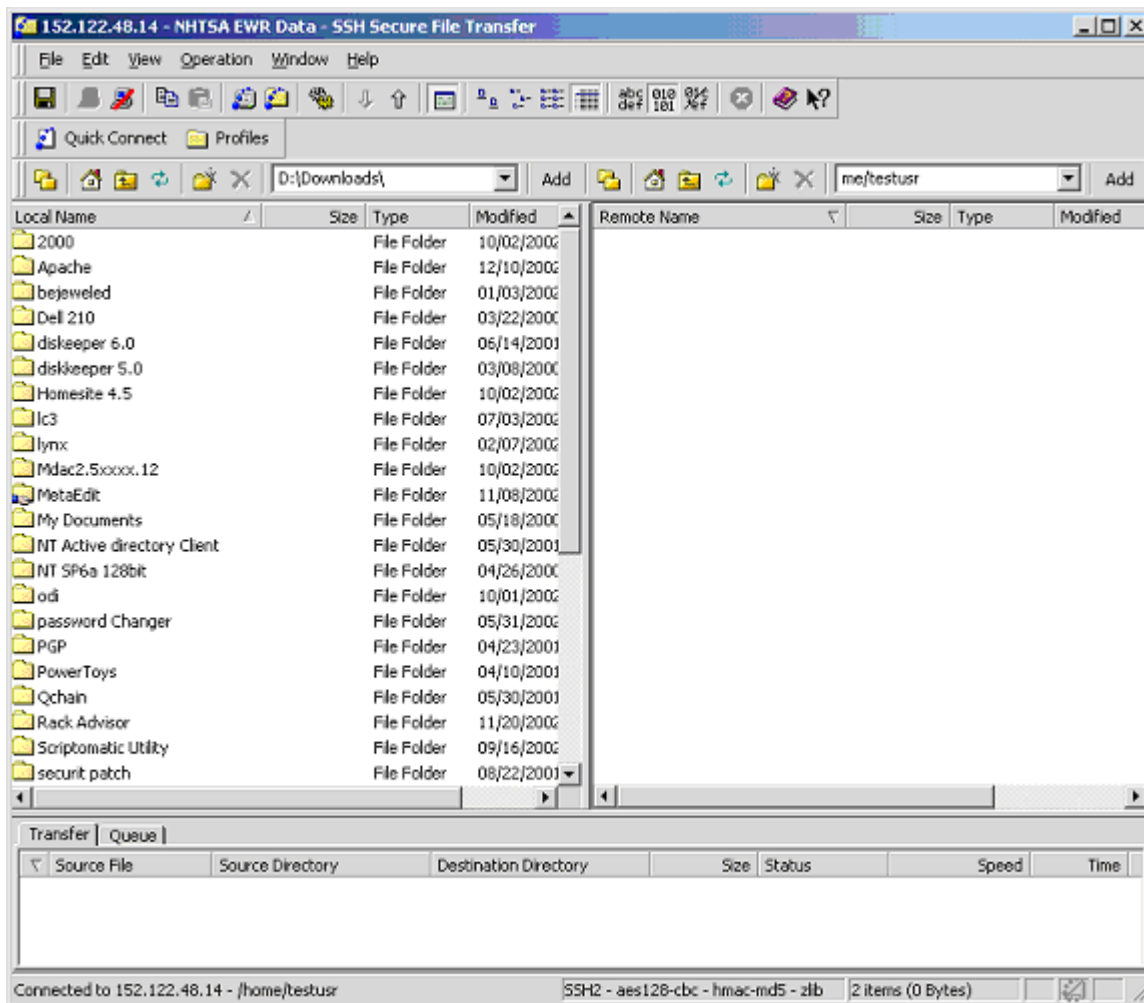 152.122.48.14 - NHTSA EWR Data - SSH Secure File Transfer
File Edit View Operation Window Help
abc def 010 101
Quick Connect Profiles
D:\Downloads\ Add me/testusr Add
Local Name Size Type Modified Remote Name Size Type Modified
2000 File Folder 10/02/2002
Apache File Folder 12/10/2002
bejeweled File Folder 01/03/2002
Dell 210 File Folder 03/22/2000
diskeeper 6.0 File Folder 06/14/2001
diskkeeper 5.0 File Folder 03/08/2000
Homesite 4.5 File Folder 10/02/2002
lc3 File Folder 07/03/2002
lynx File Folder 02/07/2002
Mdac2.5xxxx.12 File Folder 10/02/2002
MetaEdit File Folder 11/08/2002
My Documents File Folder 05/18/2000
NT Active directory Client File Folder 05/30/2001
NT SP6a 128bit File Folder 04/26/2000
odi File Folder 10/01/2002
password Changer File Folder 05/31/2002
PGP File Folder 04/23/2001
PowerToys File Folder 04/10/2001
Qchain File Folder 05/30/2001
Rack Advisor File Folder 11/20/2002
Scriptomatic Utility File Folder 09/16/2002
securit patch File Folder 08/22/2001
Transfer Queue
Source File Source Directory Destination Directory Size Status Speed Time
Connected to 152.122.48.14 - /home/testusr SSH2 - aes128-cbc - hmac-md5 - zlib 2 items (0 Bytes)